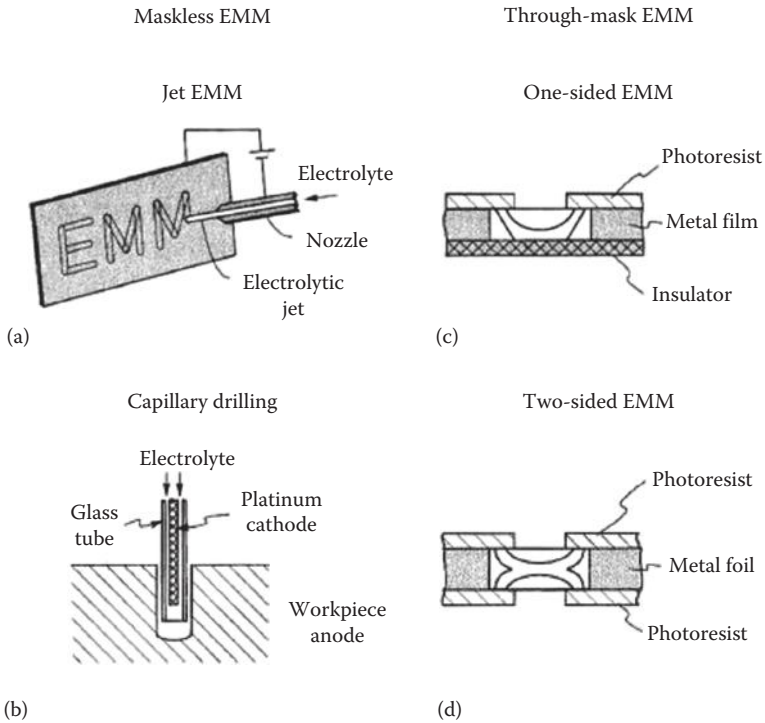 Maskless EMM
Through-mask EMM
Jet EMM
EMM
Electrolyte
Nozzle
Electrolytic
jet
(a)
One-sided EMM
Photoresist
Metal film
Insulator
(c)
Capillary drilling
Electrolyte
Glass
tube
Platinum
cathode
Workpiece
anode
(b)
Two-sided EMM
Photoresist
Metal foil
Photoresist
(d)